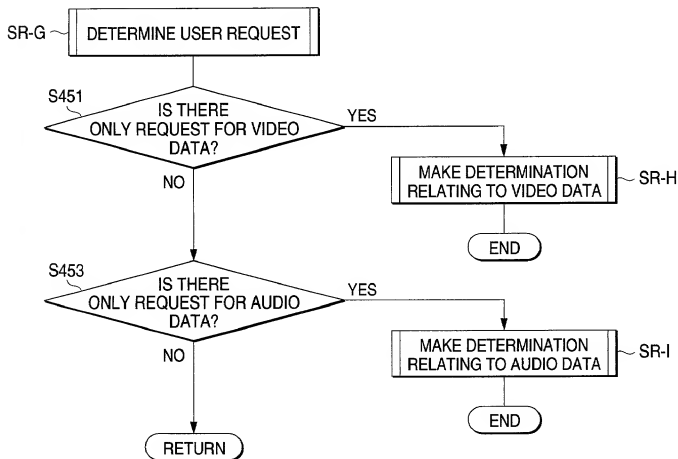 SR-G
DETERMINE USER REQUEST
S451
IS THERE
ONLY REQUEST FOR VIDEO
DATA?
YES
NO
MAKE DETERMINATION
RELATING TO VIDEO DATA
SR-H
END
S453
IS THERE
ONLY REQUEST FOR AUDIO
DATA?
YES
NO
MAKE DETERMINATION
RELATING TO AUDIO DATA
SR-I
END
RETURN